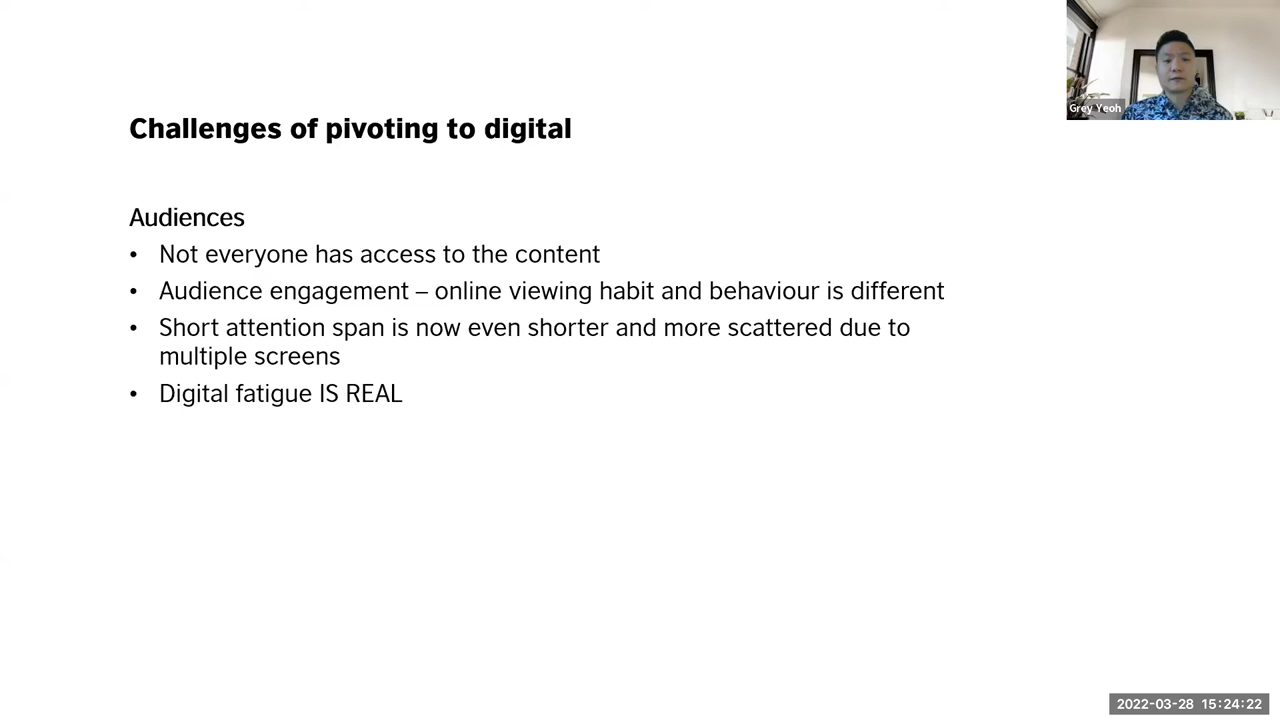 Grey Yeoh
Challenges of pivoting to digital
Audiences
• Not everyone has access to the content
• Audience engagement – online viewing habit and behaviour is different
• Short attention span is now even shorter and more scattered due to
multiple screens
• Digital fatigue IS REAL
2022-03-28 15:24:22